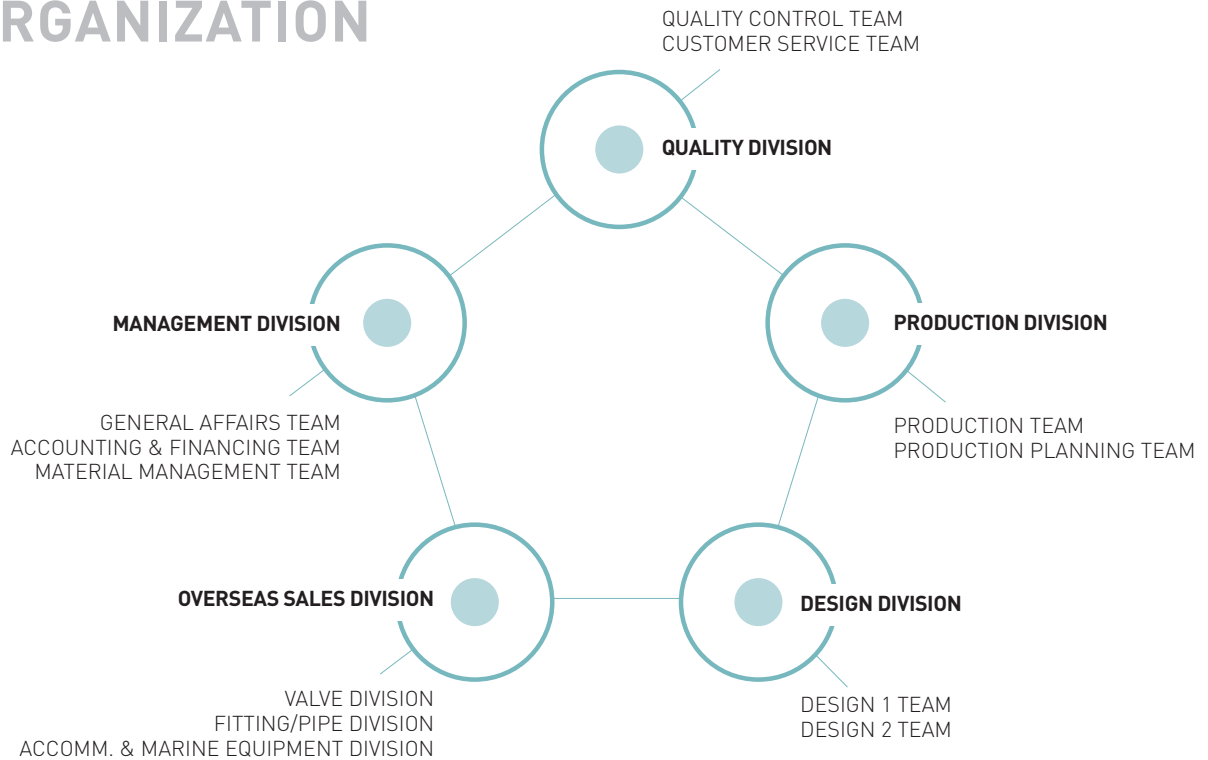 RGANIZATION
QUALITY CONTROL TEAM
CUSTOMER SERVICE TEAM
QUALITY DIVISION
MANAGEMENT DIVISION
PRODUCTION DIVISION
GENERAL AFFAIRS TEAM
ACCOUNTING & FINANCING TEAM
MATERIAL MANAGEMENT TEAM
PRODUCTION TEAM
PRODUCTION PLANNING TEAM
OVERSEAS SALES DIVISION
DESIGN DIVISION
VALVE DIVISION
FITTING/PIPE DIVISION
ACCOMM. & MARINE EQUIPMENT DIVISION
DESIGN 1 TEAM
DESIGN 2 TEAM